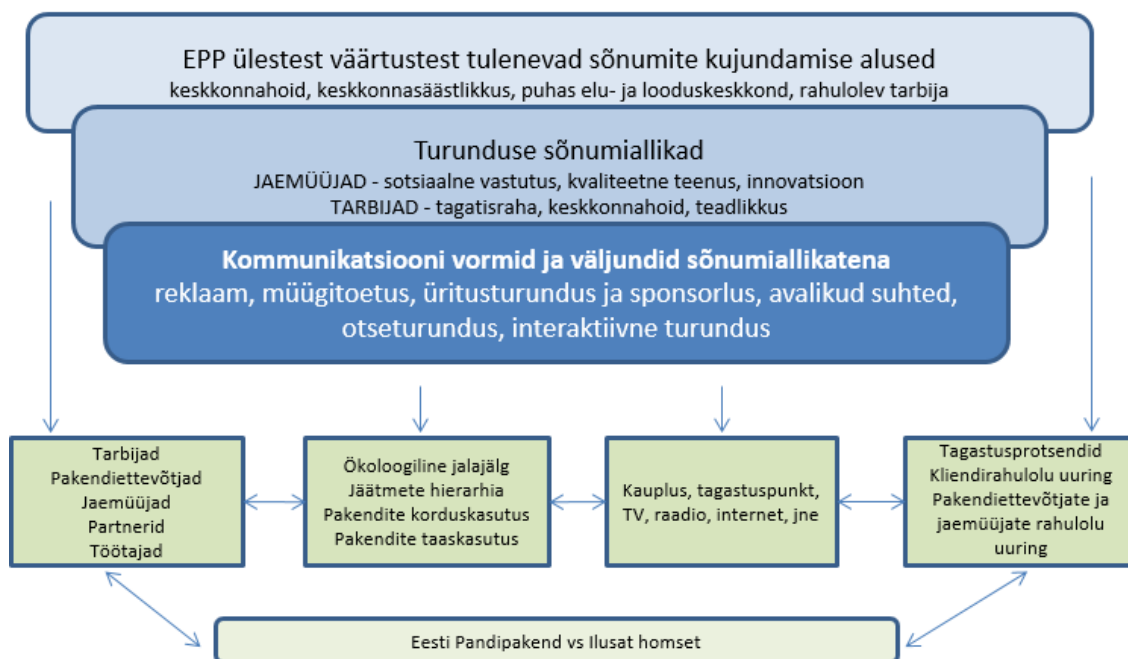 EPP ülestest väärtustest tulenevad sõnumite kujundamise alused
keskkonnahoid, keskkonnasäästlikkus, puhas elu- ja looduskeskkond, rahulolev tarbija
Turunduse sõnumiallikad
JAEMÜÜJAD - sotsiaalne vastutus, kvaliteetne teenus, innovatsioon
TARBIJAD - tagatisraha, keskkonnahoid, teadlikkus
Kommunikatsiooni vormid ja väljundid sõnumiallikatena
reklaam, müügitoetus, üritusturundus ja sponsorlus, avalikud suhted,
otseturundus, interaktiivne turundus
Tarbijad
Pakendiettevõtjad
Jaemüüjad
Partnerid
Töötajad
Ökoloogiline jalajälg
Jäätmete hierarhia
Pakendite korduskasutus
Pakendite taaskasutus
Kauplus, tagastuspunkt,
TV, raadio, internet, jne
Tagastusprotsendid
Kliendirahulolu uuring
Pakendiettevõtjate ja
jaemüüjate rahulolu
uuring
Eesti Pandipakend vs Ilusat homset